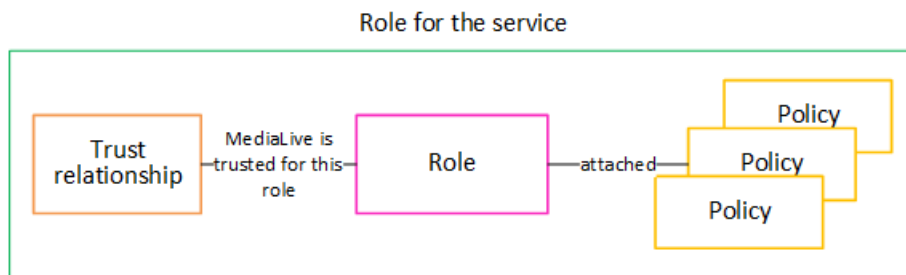 Role for the service
Trust
relationship
MediaLive is
trusted for this
role
Role
attached
Policy
Policy
Policy